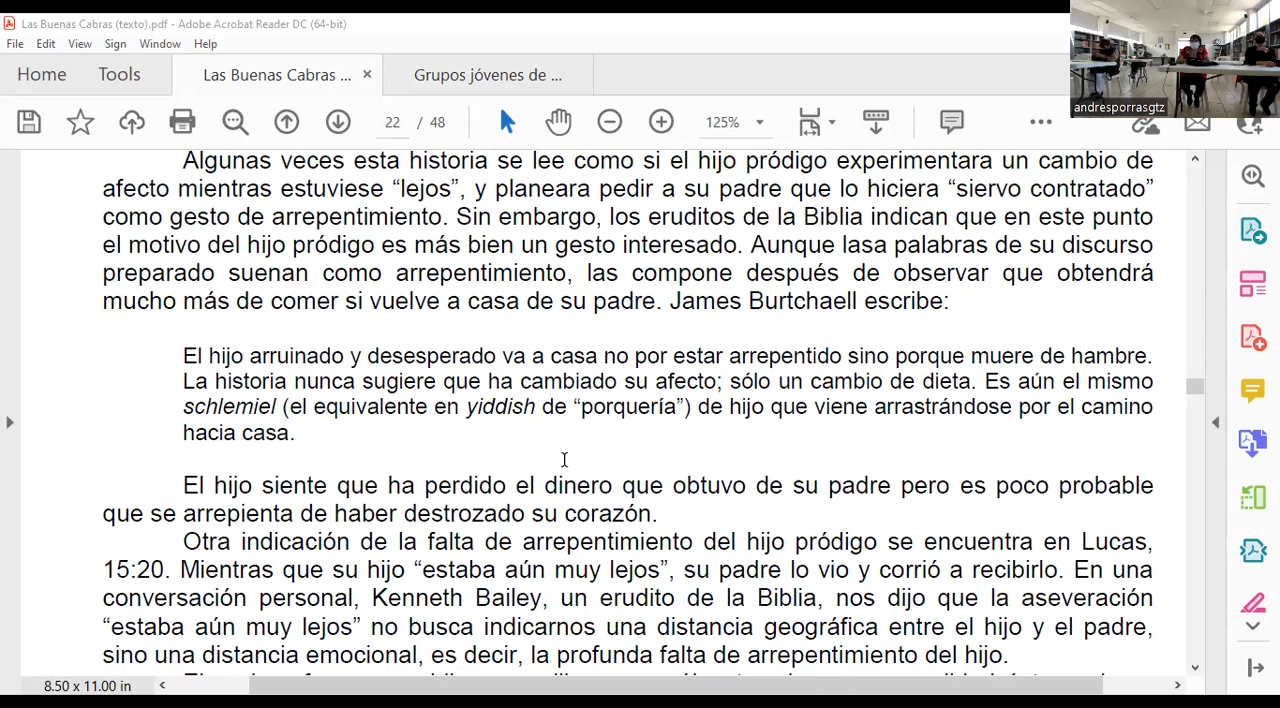 Las Buenas Cabras (texto).pdf - Adobe Acrobat Reader DC (64-bit)
File Edit View Sign Window Help
Home Tools Las Buenas Cabras ... × Grupos jóvenes de ...
andresporrasgtz
22 / 48 125%
Algunas veces esta historia se lee como si el hijo pródigo experimentara un cambio de
afecto mientras estuviese “lejos”, y planeara pedir a su padre que lo hiciera “siervo contratado”
como gesto de arrepentimiento. Sin embargo, los eruditos de la Biblia indican que en este punto
el motivo del hijo pródigo es más bien un gesto interesado. Aunque lasa palabras de su discurso
preparado suenan como arrepentimiento, las compone después de observar que obtendrá
mucho más de comer si vuelve a casa de su padre. James Burtchaell escribe:
El hijo arruinado y desesperado va a casa no por estar arrepentido sino porque muere de hambre.
La historia nunca sugiere que ha cambiado su afecto; sólo un cambio de dieta. Es aún el mismo
schlemiel (el equivalente en yiddish de “porquería”) de hijo que viene arrastrándose por el camino
hacia casa.
El hijo siente que ha perdido el dinero que obtuvo de su padre pero es poco probable
que se arrepienta de haber destrozado su corazón.
Otra indicación de la falta de arrepentimiento del hijo pródigo se encuentra en Lucas,
15:20. Mientras que su hijo “estaba aún muy lejos”, su padre lo vio y corrió a recibirlo. En una
conversación personal, Kenneth Bailey, un erudito de la Biblia, nos dijo que la aseveración
“estaba aún muy lejos” no busca indicarnos una distancia geográfica entre el hijo y el padre,
sino una distancia emocional, es decir, la profunda falta de arrepentimiento del hijo.
8.50 x 11.00 in